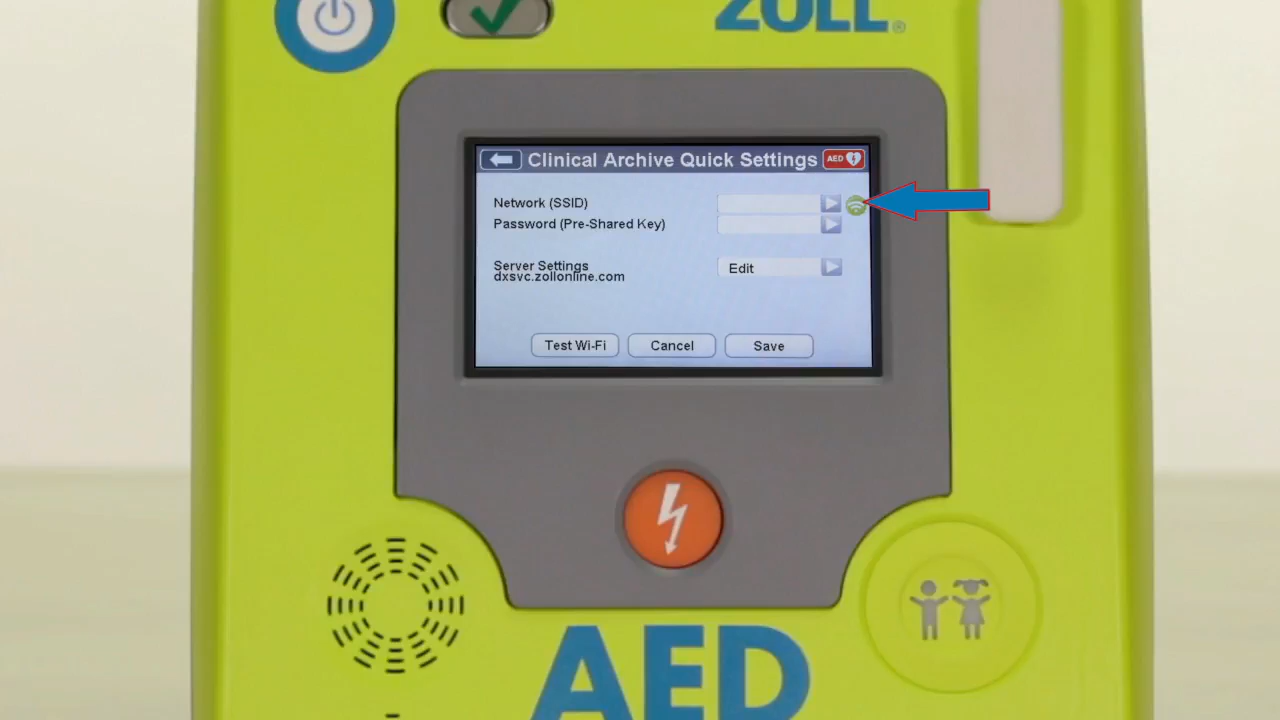 ZOLL®
Clinical Archive Quick Settings AED
Network (SSID)
Password (Pre-Shared Key)
Server Settings Edit
dxsvc.zollonline.com
Test Wi-Fi Cancel Save
AED